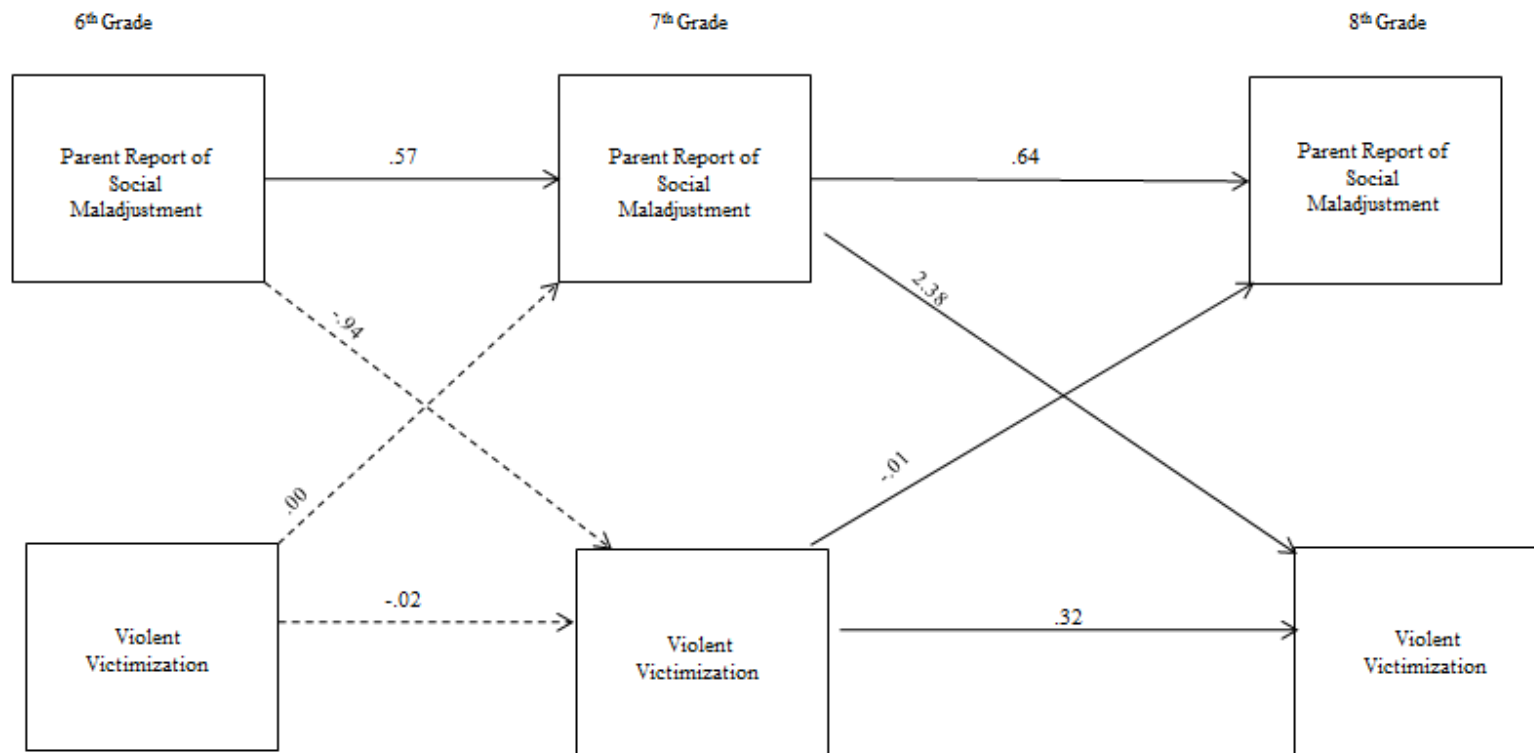 6th Grade
7th Grade
8th Grade
Parent Report of
Social
Maladjustment
.57
Parent Report of
Social
Maladjustment
.64
Parent Report of
Social
Maladjustment
-.94
2.38
.00
-.01
Violent
Victimization
-.02
Violent
Victimization
.32
Violent
Victimization